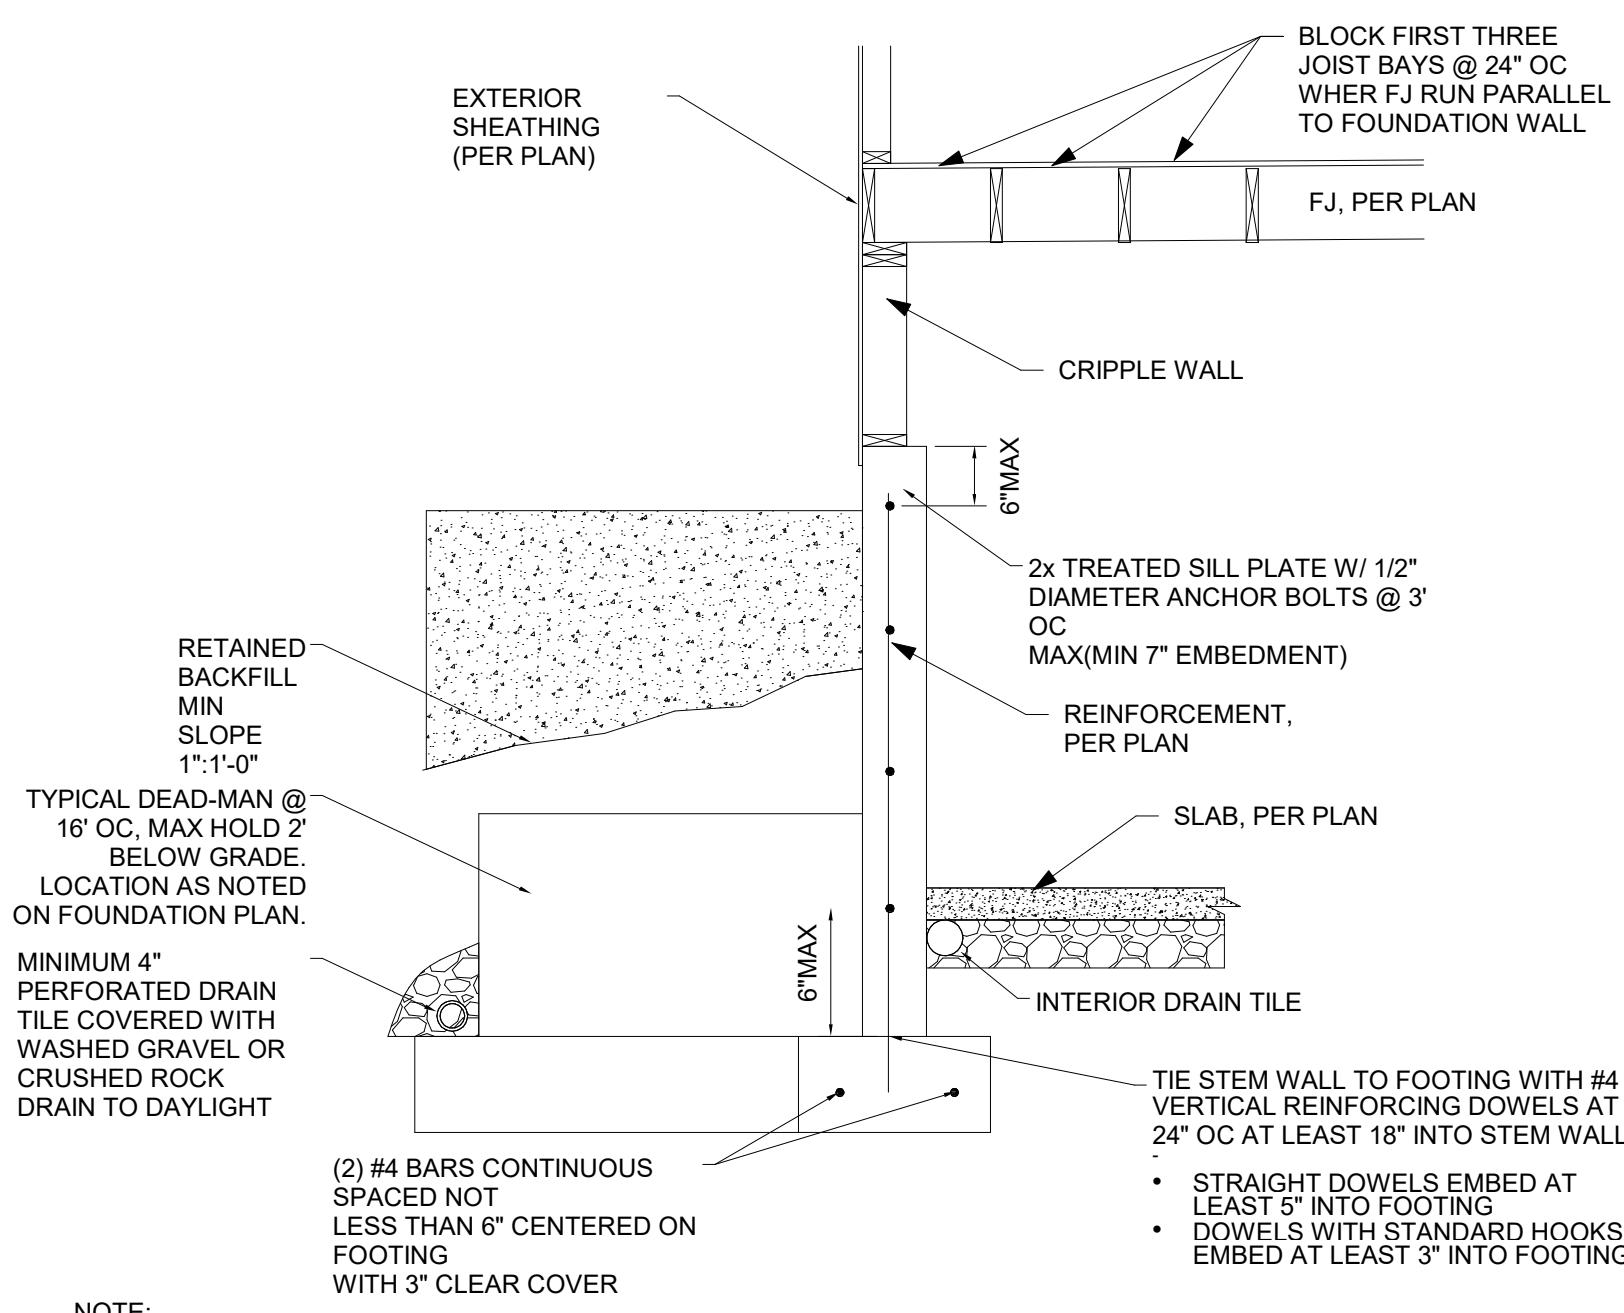 BLOCK FIRST THREE
JOIST BAYS @ 24" OC
WHER FJ RUN PARALLEL
TO FOUNDATION WALL
EXTERIOR
SHEATHING
(PER PLAN)
FJ, PER PLAN
CRIPPLE WALL
6"MAX
2x TREATED SILL PLATE W/ 1/2"
DIAMETER ANCHOR BOLTS @ 3'
OC
MAX(MIN 7" EMBEDMENT)
RETAINED
BACKFILL
MIN
SLOPE
1":1'-0"
REINFORCEMENT,
PER PLAN
TYPICAL DEAD-MAN @
16' OC, MAX HOLD 2'
BELOW GRADE.
LOCATION AS NOTED
ON FOUNDATION PLAN.
SLAB, PER PLAN
MINIMUM 4"
PERFORATED DRAIN
TILE COVERED WITH
WASHED GRAVEL OR
CRUSHED ROCK
DRAIN TO DAYLIGHT
6"MAX
INTERIOR DRAIN TILE
TIE STEM WALL TO FOOTING WITH #4
VERTICAL REINFORCING DOWELS AT
24" OC AT LEAST 18" INTO STEM WALL
-
• STRAIGHT DOWELS EMBED AT
LEAST 5" INTO FOOTING
• DOWELS WITH STANDARD HOOKS
EMBED AT LEAST 3" INTO FOOTING
(2) #4 BARS CONTINUOUS
SPACED NOT
LESS THAN 6" CENTERED ON
FOOTING
WITH 3" CLEAR COVER
NOTE: